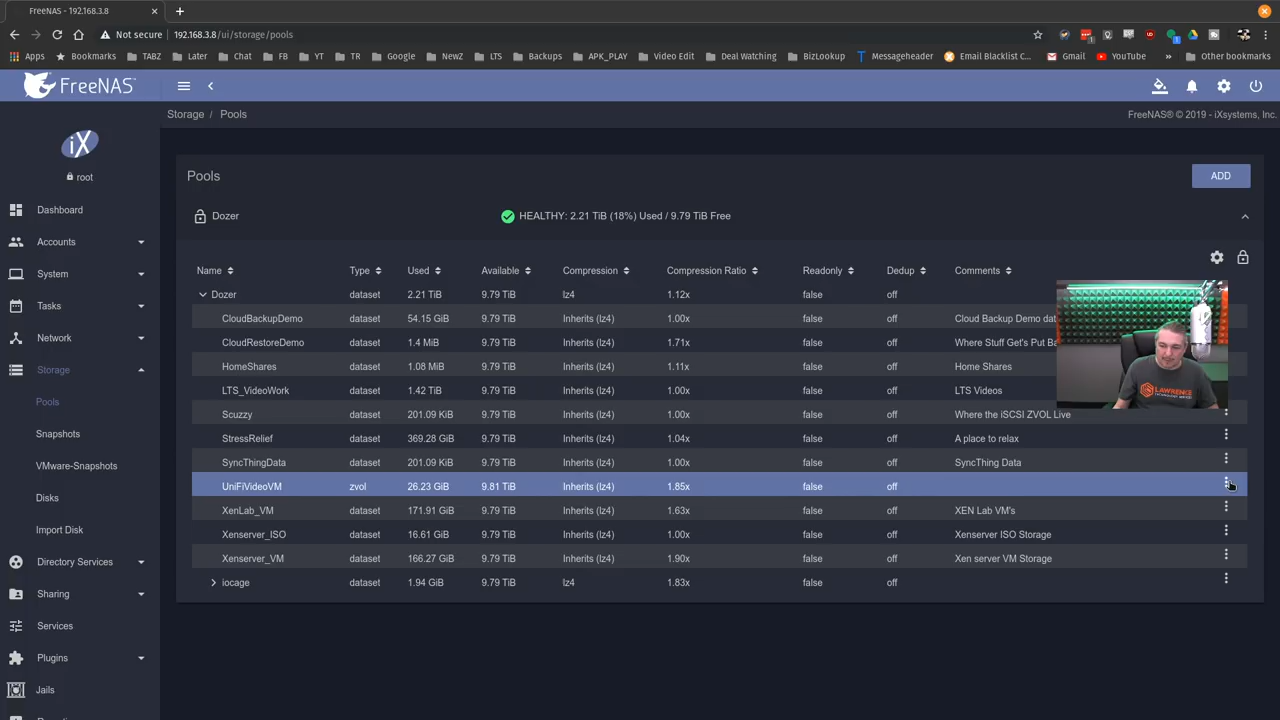 FreeNAS - 192.168.3.8
Not secure 192.168.3.8/ui/storage/pools
Apps Bookmarks TABZ Later Chat FB YT TR Google NewZ LTS Backups APK_PLAY Video Edit Deal Watching BizLookup Messageheader Email Blacklist C... Gmail YouTube » Other bookmarks
FreeNAS
Storage / Pools FreeNAS® © 2019 - iXsystems, Inc.
iX
root
Dashboard
Accounts
System
Tasks
Network
Storage
Pools
Snapshots
VMware-Snapshots
Disks
Import Disk
Directory Services
Sharing
Services
Plugins
Jails
Pools ADD
Dozer HEALTHY: 2.21 TiB (18%) Used / 9.79 TiB Free
Name Type Used Available Compression Compression Ratio Readonly Dedup Comments
Dozer dataset 2.21 TiB 9.79 TiB lz4 1.12x false off
CloudBackupDemo dataset 54.15 GiB 9.79 TiB Inherits (lz4) 1.00x false off Cloud Backup Demo dat
CloudRestoreDemo dataset 1.4 MiB 9.79 TiB Inherits (lz4) 1.71x false off Where Stuff Get's Put Ba
HomeShares dataset 1.08 MiB 9.79 TiB Inherits (lz4) 1.11x false off Home Shares
LTS_VideoWork dataset 1.42 TiB 9.79 TiB Inherits (lz4) 1.00x false off LTS Videos
Scuzzy dataset 201.09 KiB 9.79 TiB Inherits (lz4) 1.00x false off Where the iSCSI ZVOL Live
StressRelief dataset 369.28 GiB 9.79 TiB Inherits (lz4) 1.04x false off A place to relax
SyncThingData dataset 201.09 KiB 9.79 TiB Inherits (lz4) 1.00x false off SyncThing Data
UniFiVideoVM zvol 26.23 GiB 9.81 TiB Inherits (lz4) 1.85x false off
XenLab_VM dataset 171.91 GiB 9.79 TiB Inherits (lz4) 1.63x false off XEN Lab VM's
Xenserver_ISO dataset 16.61 GiB 9.79 TiB Inherits (lz4) 1.00x false off Xenserver ISO Storage
Xenserver_VM dataset 166.27 GiB 9.79 TiB Inherits (lz4) 1.90x false off Xen server VM Storage
iocage dataset 1.94 GiB 9.79 TiB lz4 1.83x false off
LAWRENCE